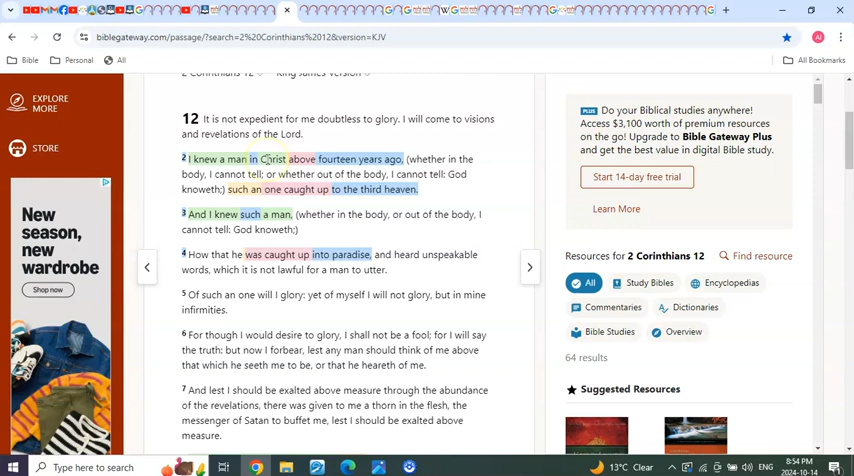 biblegateway.com/passage/?search=2%20Corinthians%2012&version=KJV
Bible Personal All
All Bookmarks
2 Corinthians 12 King James Version
EXPLORE
MORE
STORE
New
season,
new
wardrobe
Shop now
12 It is not expedient for me doubtless to glory. I will come to visions
and revelations of the Lord.
2 I knew a man in Christ above fourteen years ago, (whether in the
body, I cannot tell; or whether out of the body, I cannot tell: God
knoweth;) such an one caught up to the third heaven.
3 And I knew such a man, (whether in the body, or out of the body, I
cannot tell: God knoweth;)
4 How that he was caught up into paradise, and heard unspeakable
words, which it is not lawful for a man to utter.
5 Of such an one will I glory: yet of myself I will not glory, but in mine
infirmities.
6 For though I would desire to glory, I shall not be a fool; for I will say
the truth: but now I forbear, lest any man should think of me above
that which he seeth me to be, or that he heareth of me.
7 And lest I should be exalted above measure through the abundance
of the revelations, there was given to me a thorn in the flesh, the
messenger of Satan to buffet me, lest I should be exalted above
measure.
PLUS Do your Biblical studies anywhere!
Access $3,100 worth of premium resources
on the go! Upgrade to Bible Gateway Plus
and get the best value in digital Bible study.
Start 14-day free trial
Learn More
Resources for 2 Corinthians 12 Find resource
All Study Bibles Encyclopedias
Commentaries Dictionaries
Bible Studies Overview
64 results
Suggested Resources
Type here to search
13°C Clear
ENG
8:54 PM
2024-10-14